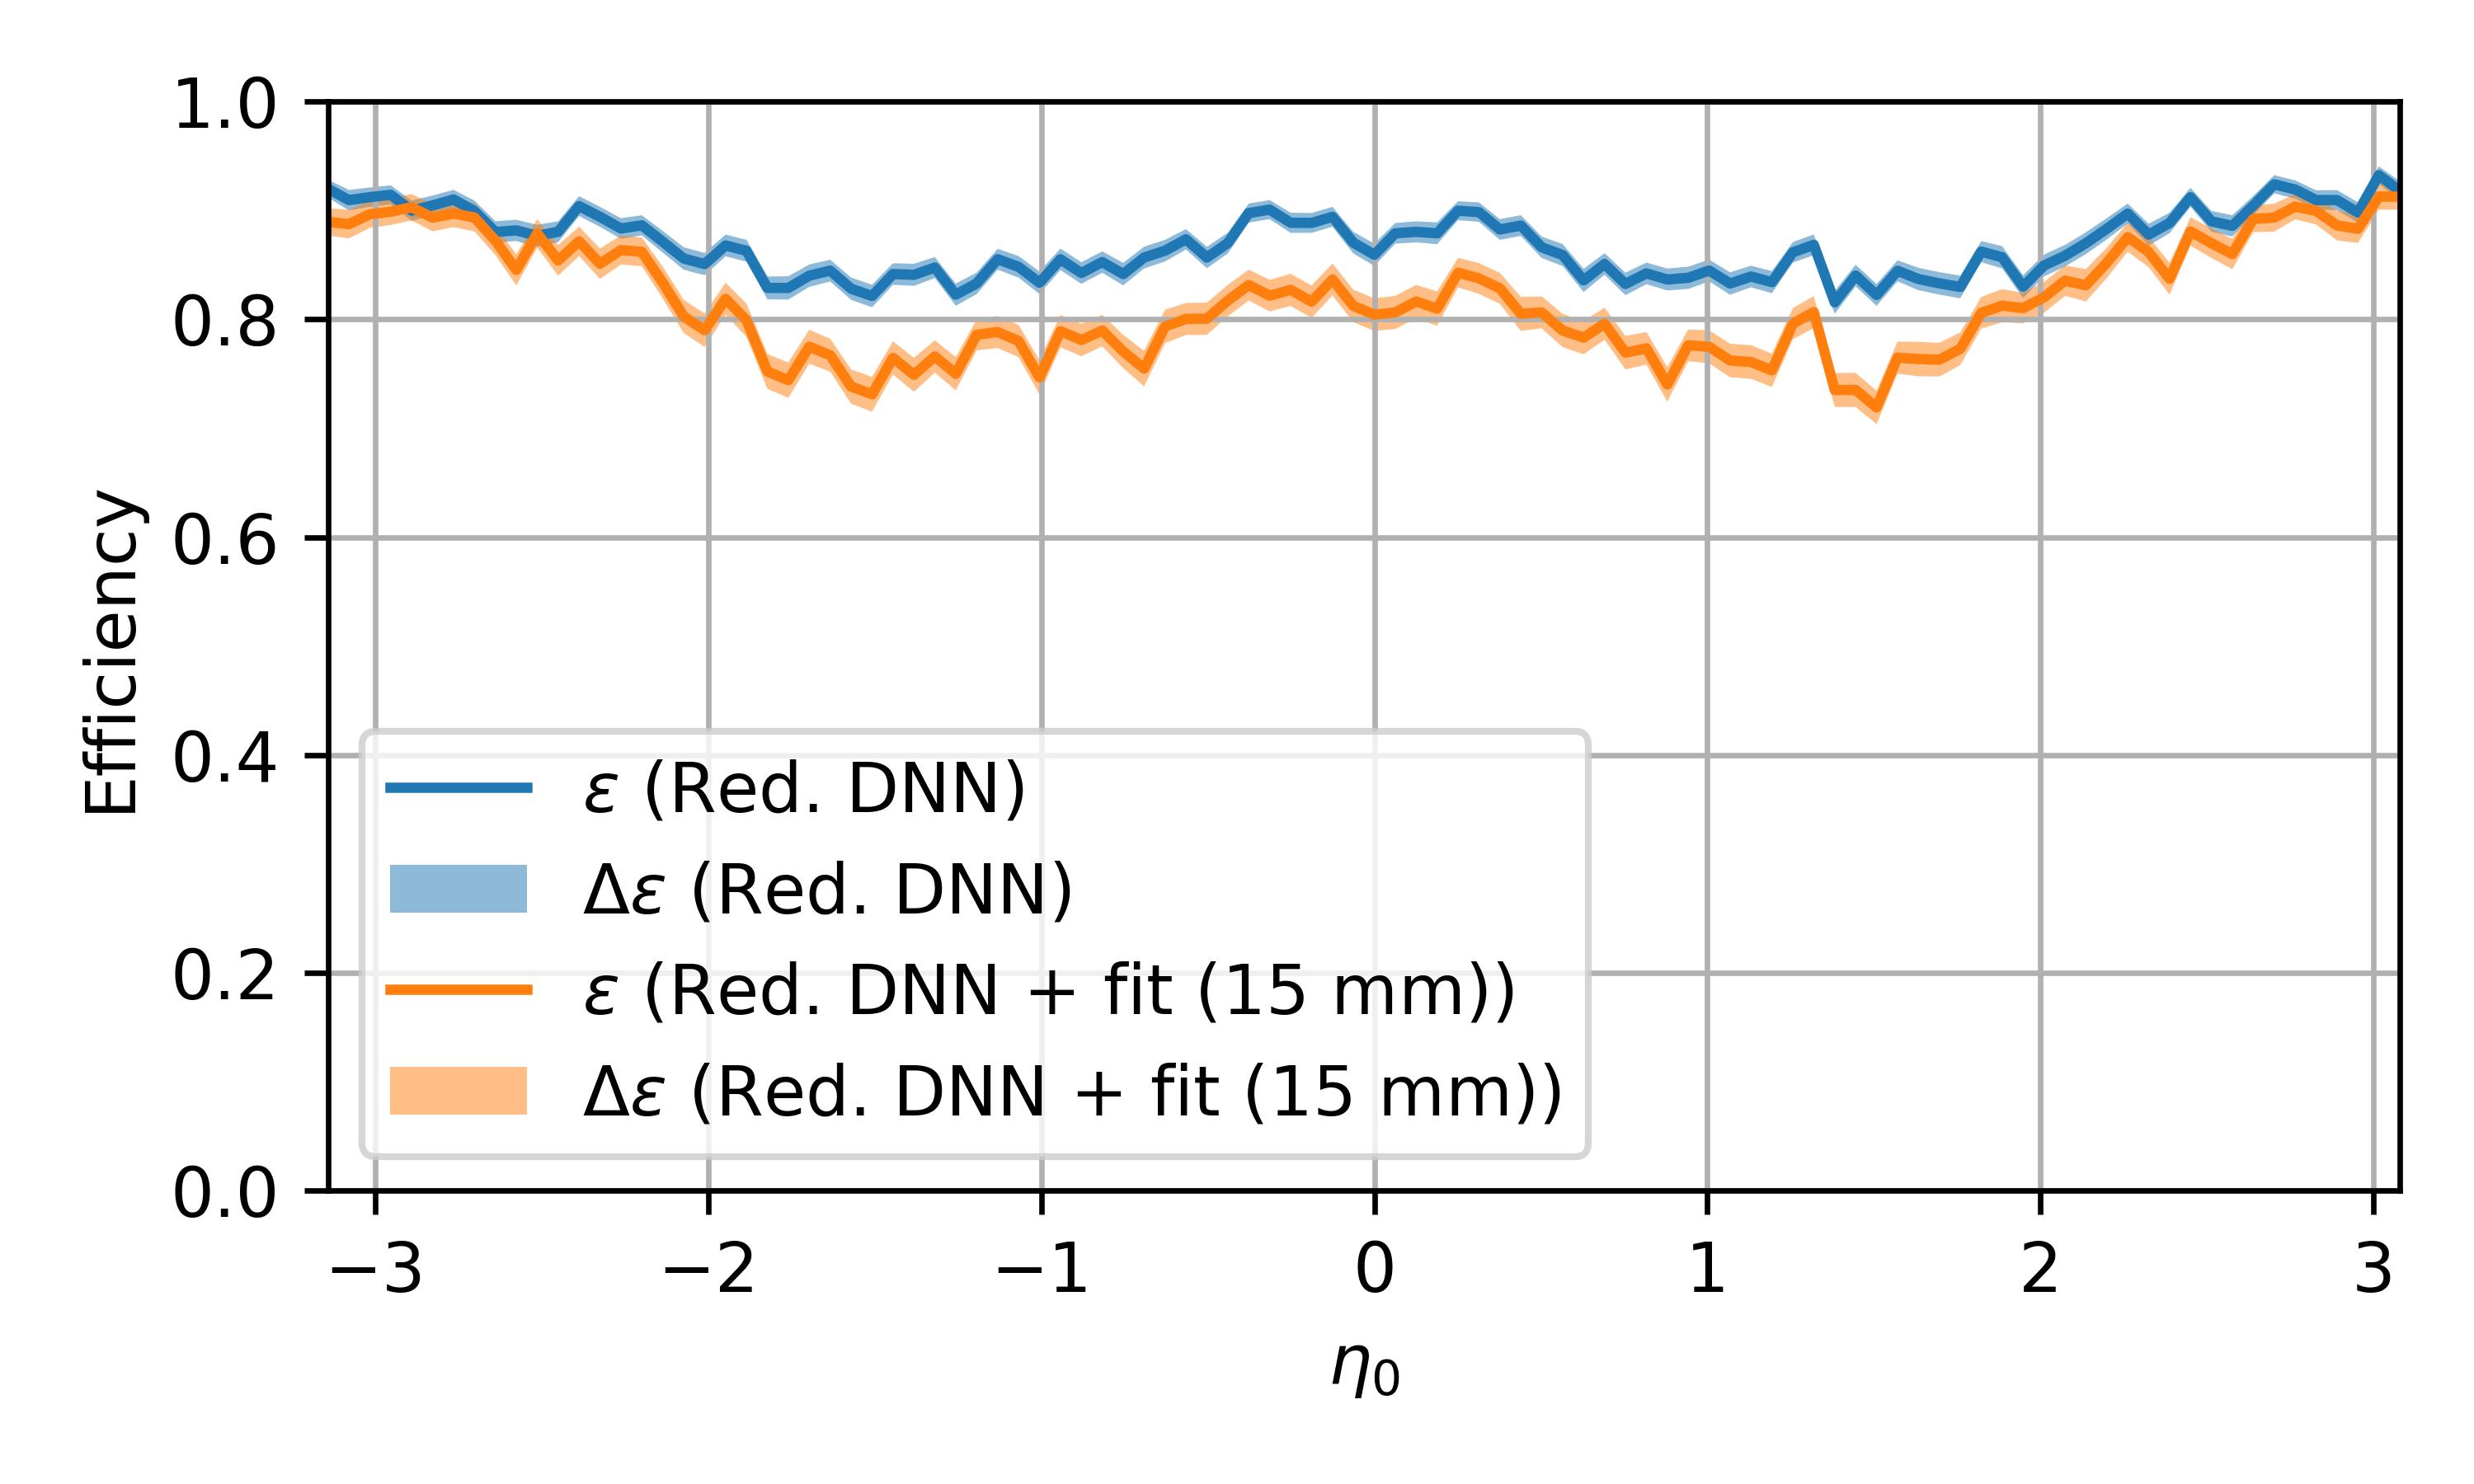 1.0
0.8
0.6
0.4
0.2
0.0
Efficiency
ε (Red. DNN)
Δε (Red. DNN)
ε (Red. DNN + fit (15 mm))
Δε (Red. DNN + fit (15 mm))
−3 −2 −1 0 1 2 3
η₀